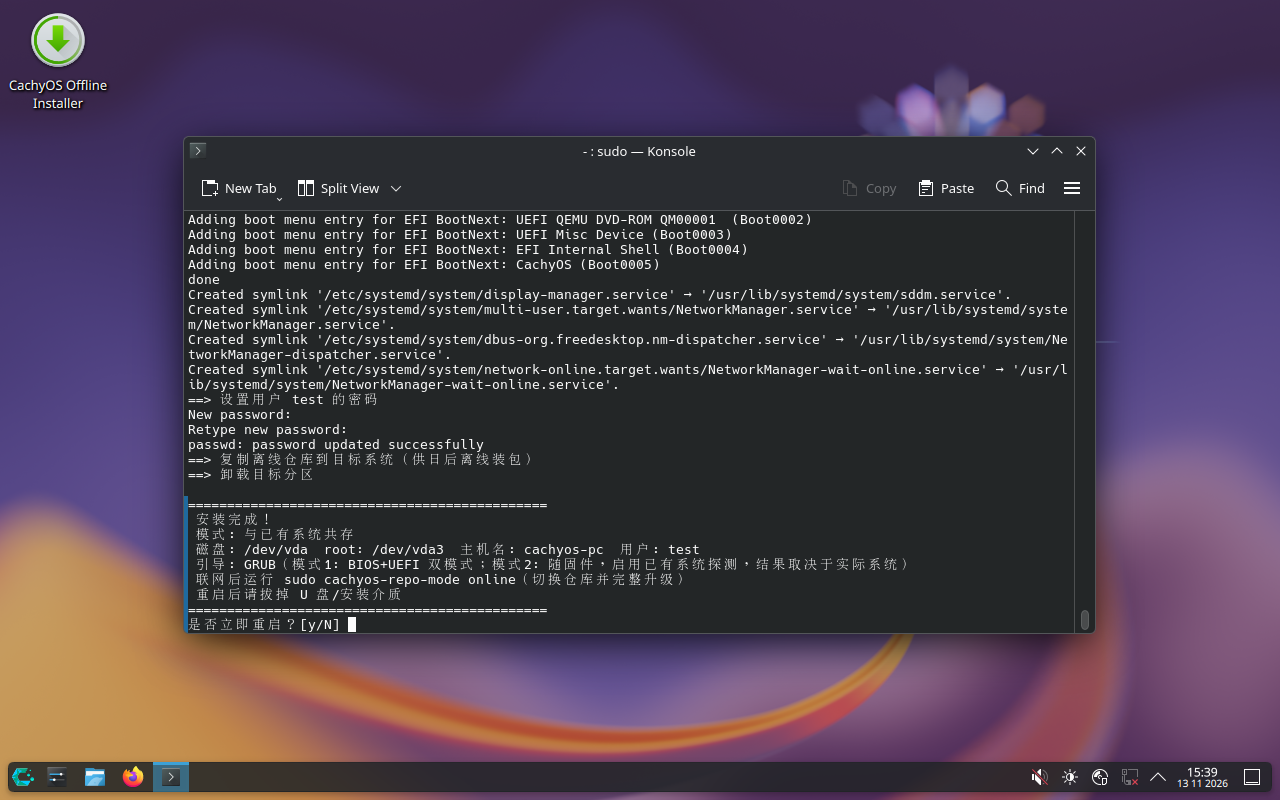 CachyOS Offline
Installer
- : sudo — Konsole
New Tab
Split View
Copy
Paste
Find
Adding boot menu entry for EFI BootNext: UEFI QEMU DVD-ROM QM00001  (Boot0002)
Adding boot menu entry for EFI BootNext: UEFI Misc Device (Boot0003)
Adding boot menu entry for EFI BootNext: EFI Internal Shell (Boot0004)
Adding boot menu entry for EFI BootNext: CachyOS (Boot0005)
done
Created symlink '/etc/systemd/system/display-manager.service' → '/usr/lib/systemd/system/sddm.service'.
Created symlink '/etc/systemd/system/multi-user.target.wants/NetworkManager.service' → '/usr/lib/systemd/syste
m/NetworkManager.service'.
Created symlink '/etc/systemd/system/dbus-org.freedesktop.nm-dispatcher.service' → '/usr/lib/systemd/system/Ne
tworkManager-dispatcher.service'.
Created symlink '/etc/systemd/system/network-online.target.wants/NetworkManager-wait-online.service' → '/usr/l
ib/systemd/system/NetworkManager-wait-online.service'.
==> 设置用户 test 的密码
New password:
Retype new password:
passwd: password updated successfully
==> 复制离线仓库到目标系统（供日后离线装包）
==> 卸载目标分区
=============================================
安装完成！
模式：与已有系统共存
磁盘：/dev/vda  root: /dev/vda3  主机名：cachyos-pc  用户：test
引导：GRUB（模式1: BIOS+UEFI 双模式；模式2: 随固件，启用已有系统探测，结果取决于实际系统）
联网后运行 sudo cachyos-repo-mode online（切换仓库并完整升级）
重启后请拔掉 U 盘/安装介质
=============================================
是否立即重启？[y/N]
15:39
13 11 2026